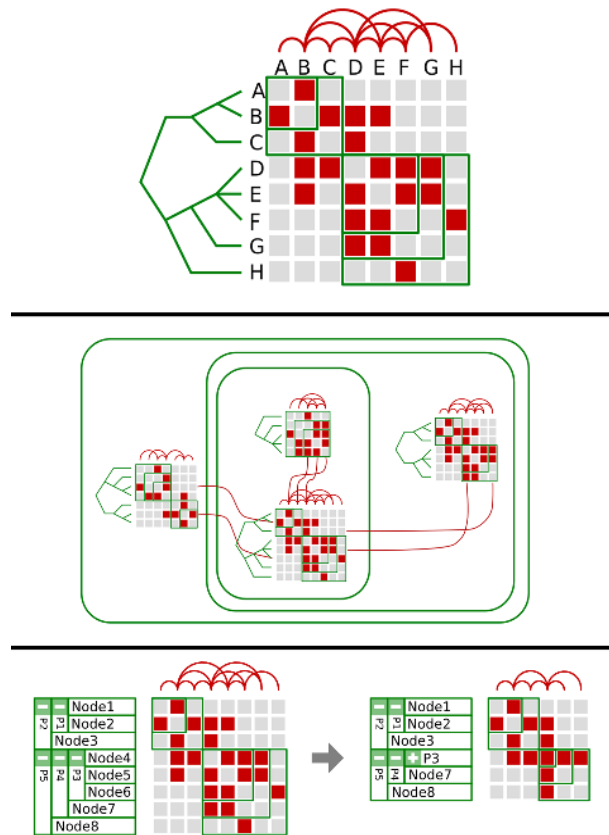 A B C D E F G H
A
B
C
D
E
F
G
H
P2 P1 Node1
Node2
Node3
P5 P4 P3 Node4
Node5
Node6
Node7
Node8
P2 P1 Node1
Node2
Node3
P5 P4 P3
Node7
Node8